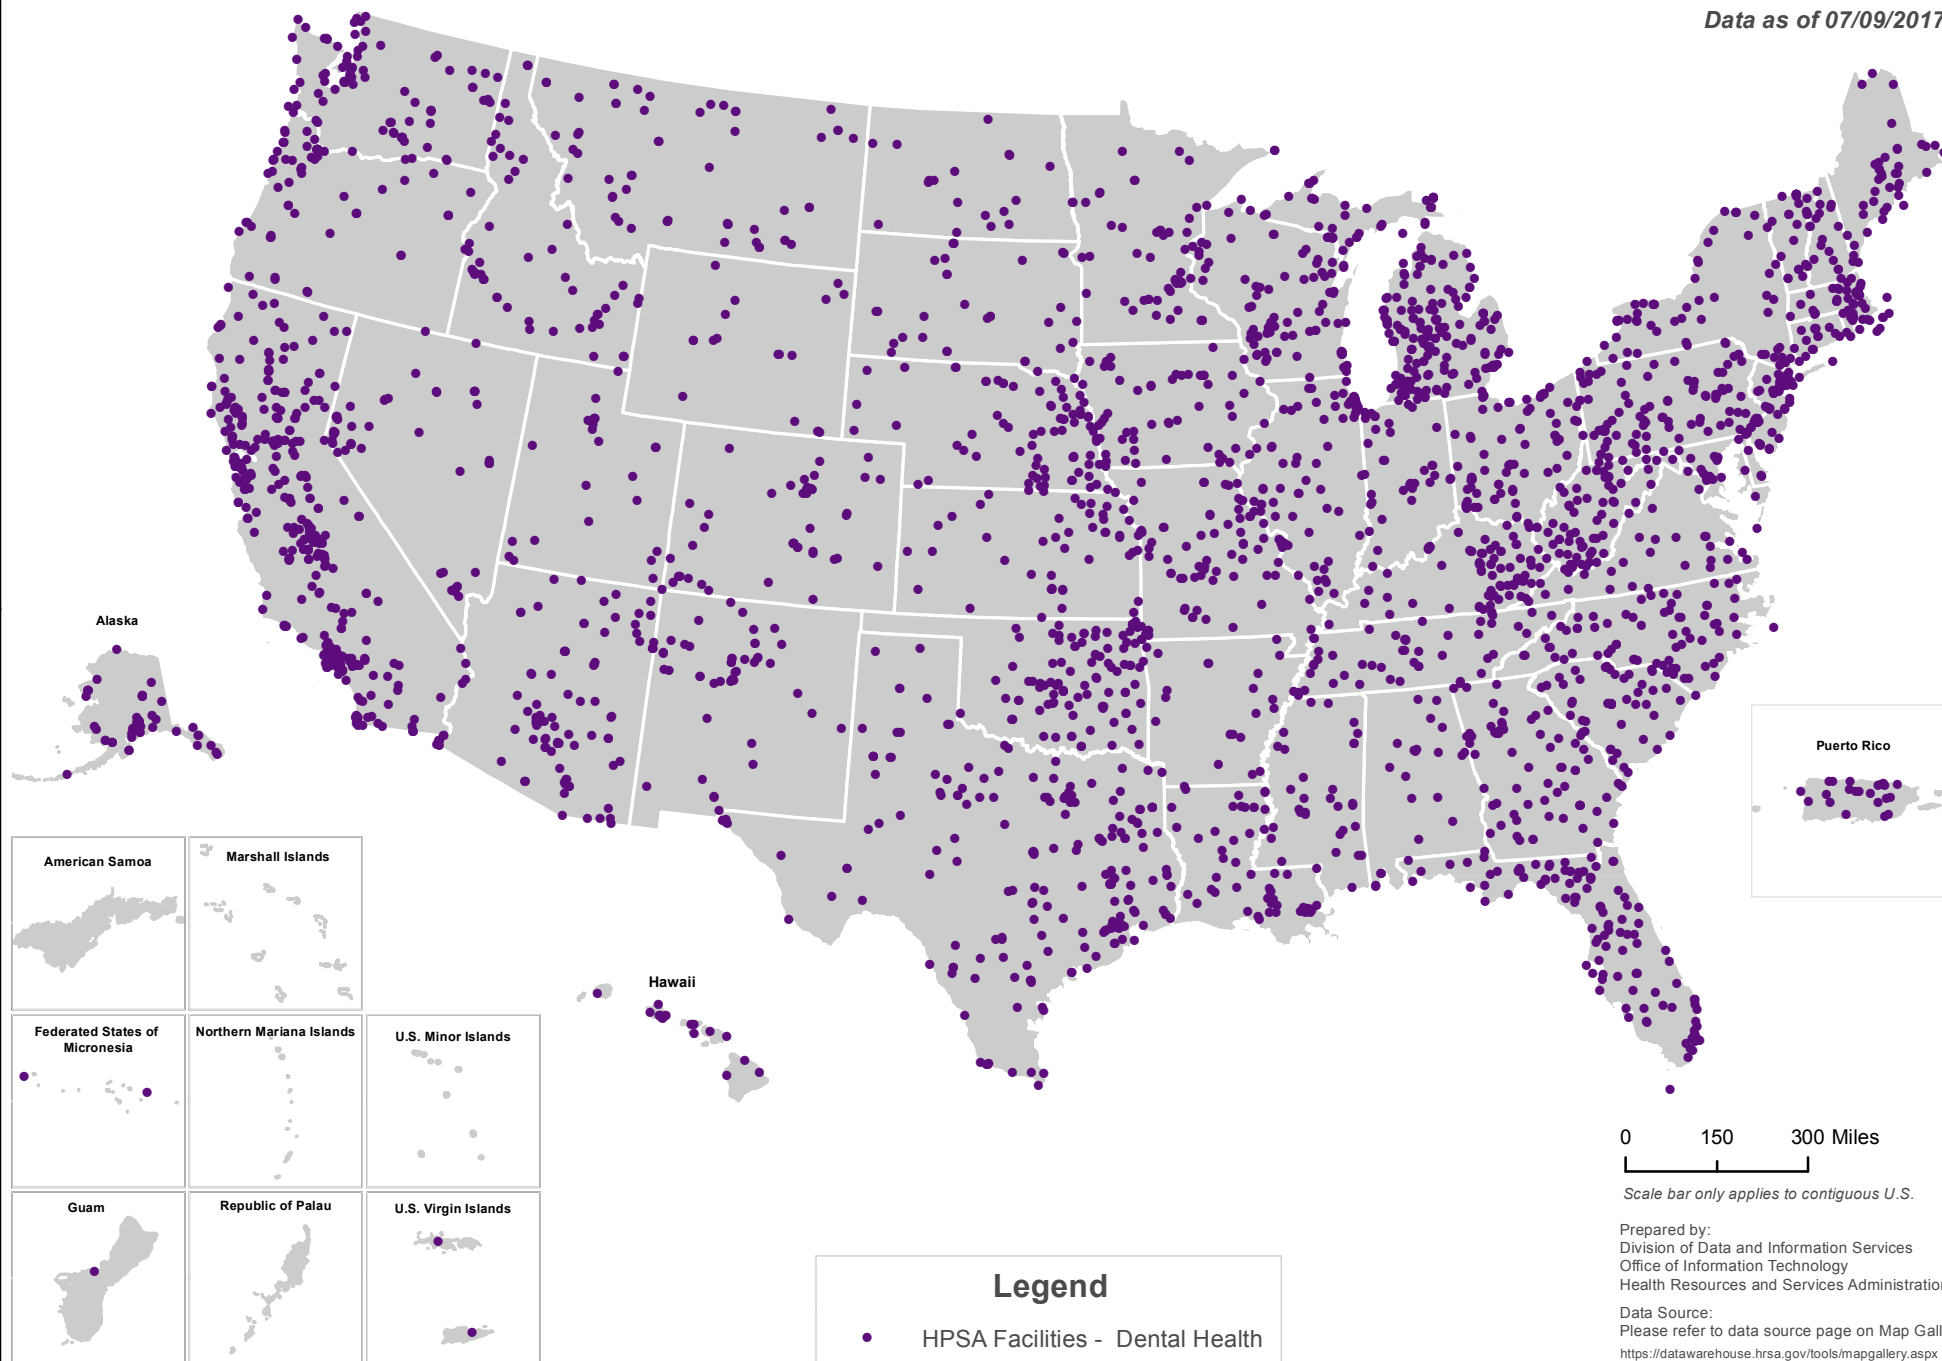 Data as of 07/09/2017
Alaska
Puerto Rico
American Samoa
Marshall Islands
Hawaii
Federated States of
Micronesia
Northern Mariana Islands
U.S. Minor Islands
0 150 300 Miles
Scale bar only applies to contiguous U.S.
Guam
Republic of Palau
U.S. Virgin Islands
Prepared by:
Division of Data and Information Services
Office of Information Technology
Health Resources and Services Administration
Legend
HPSA Facilities - Dental Health
Data Source:
Please refer to data source page on Map Gall
https://datawarehouse.hrsa.gov/tools/mapgallery.aspx